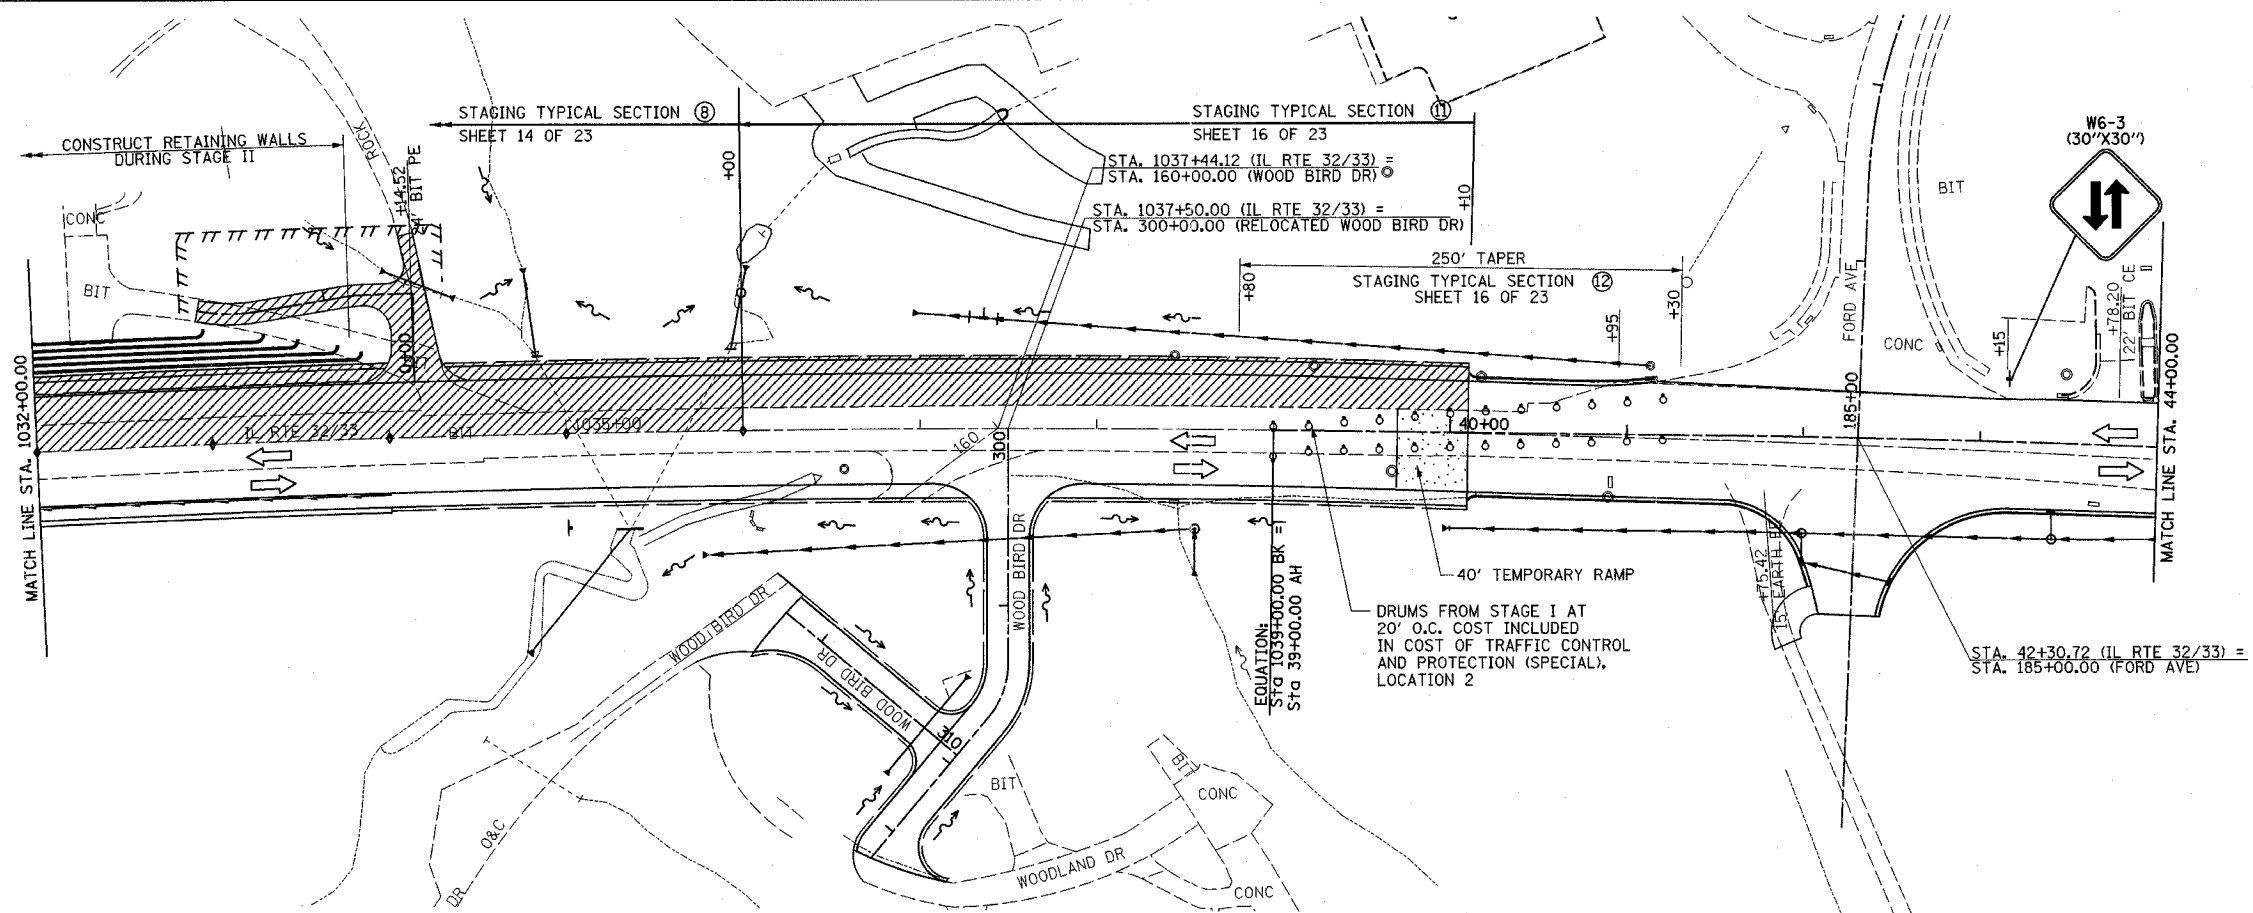 STAGING TYPICAL SECTION 8
SHEET 14 OF 23
STAGING TYPICAL SECTION 11
SHEET 16 OF 23
CONSTRUCT RETAINING WALLS
DURING STAGE II
ROCK
+14.52
4' BIT PE
+00
STA. 1037+44.12 (IL RTE 32/33) =
STA. 160+00.00 (WOOD BIRD DR)
STA. 1037+50.00 (IL RTE 32/33) =
STA. 300+00.00 (RELOCATED WOOD BIRD DR)
+10
W6-3
(30"X30")
BIT
CONC
BIT
250' TAPER
STAGING TYPICAL SECTION 12
SHEET 16 OF 23
+80
+30
+95
FORD AVE
CONC
+15
+78.20
22' BIT CE
MATCH LINE STA. 1032+00.00
MATCH LINE STA. 44+00.00
IL RTE 32/33
BIT
1035+00
160
300
40+00
185+00
WOOD BIRD DR
WOOD BIRD DR
WOOD BIRD DR
310
EQUATION:
Sta 1039+00.00 BK =
Sta 39+00.00 AH
40' TEMPORARY RAMP
DRUMS FROM STAGE I AT
20' O.C. COST INCLUDED
IN COST OF TRAFFIC CONTROL
AND PROTECTION (SPECIAL),
LOCATION 2
+75.42
15' EARTH
STA. 42+30.72 (IL RTE 32/33) =
STA. 185+00.00 (FORD AVE)
O&C
DR
BIT
BIT
CONC
WOODLAND DR
CONC